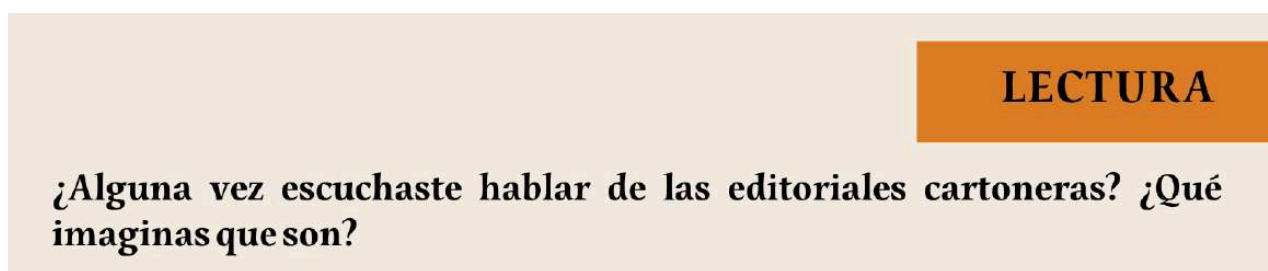 LECTURA
¿Alguna vez escuchaste hablar de las editoriales cartoneras? ¿Qué
imaginas que son?